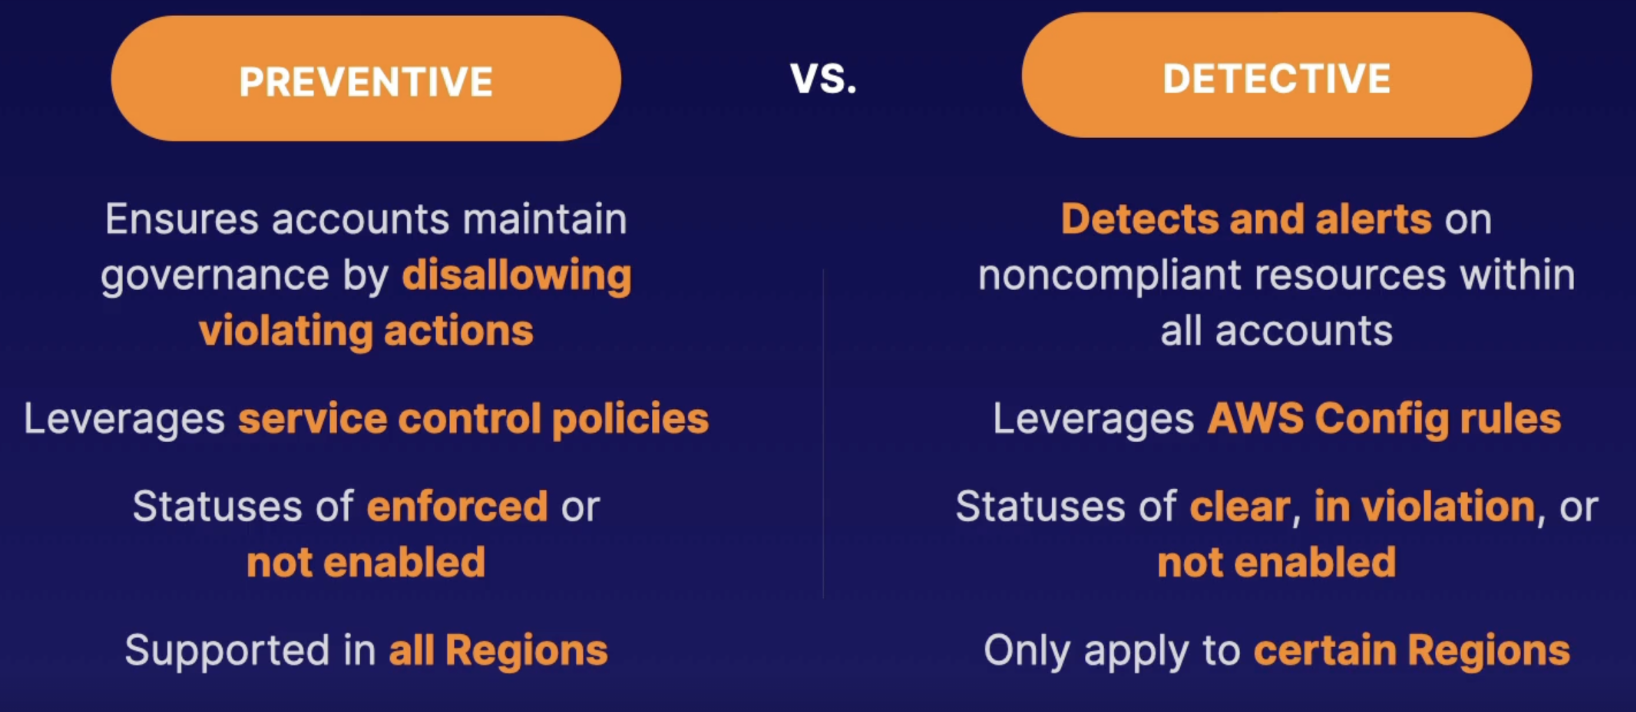 PREVENTIVE
VS.
DETECTIVE
Ensures accounts maintain
governance by disallowing
violating actions
Leverages service control policies
Statuses of enforced or
not enabled
Supported in all Regions
Detects and alerts on
noncompliant resources within
all accounts
Leverages AWS Config rules
Statuses of clear, in violation, or
not enabled
Only apply to certain Regions